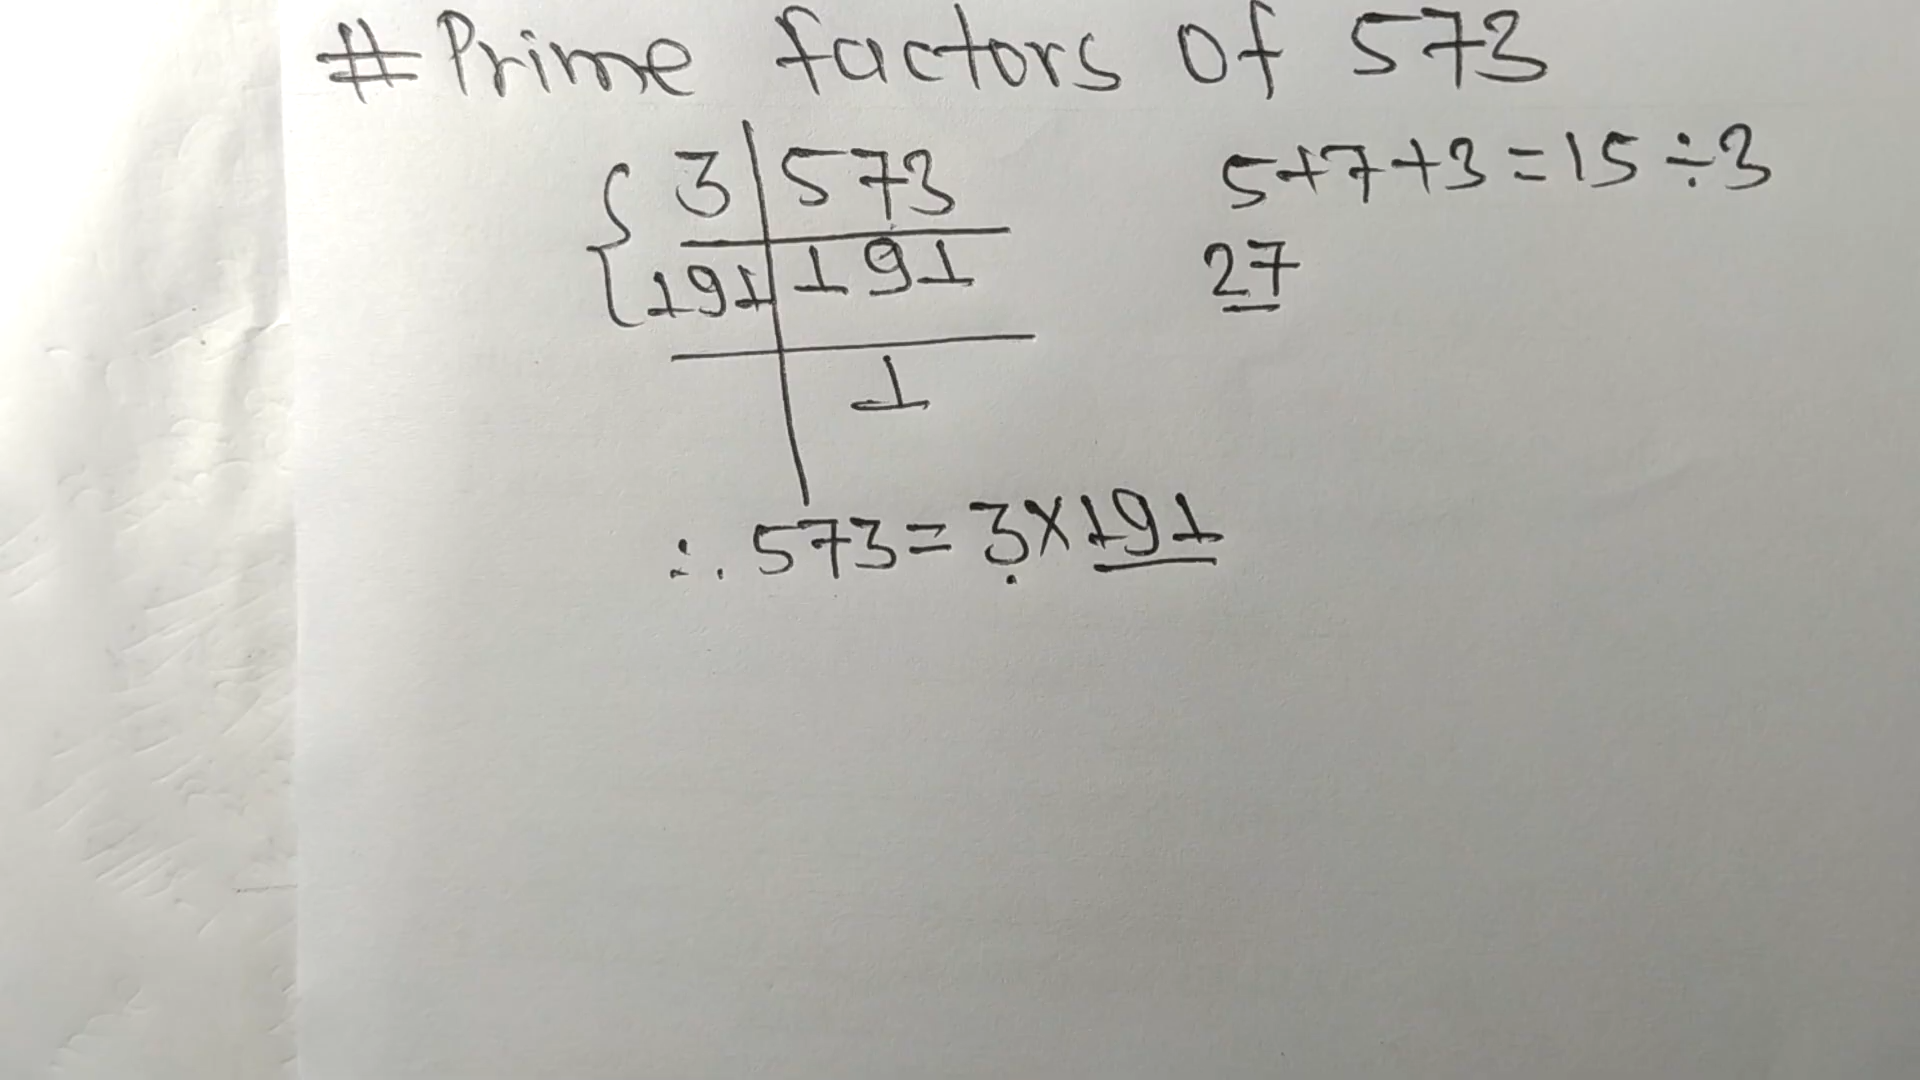 # Prime factors of 573
3 | 573
191 | 191
1
5+7+3=15÷3
27
∴ 573=3×191